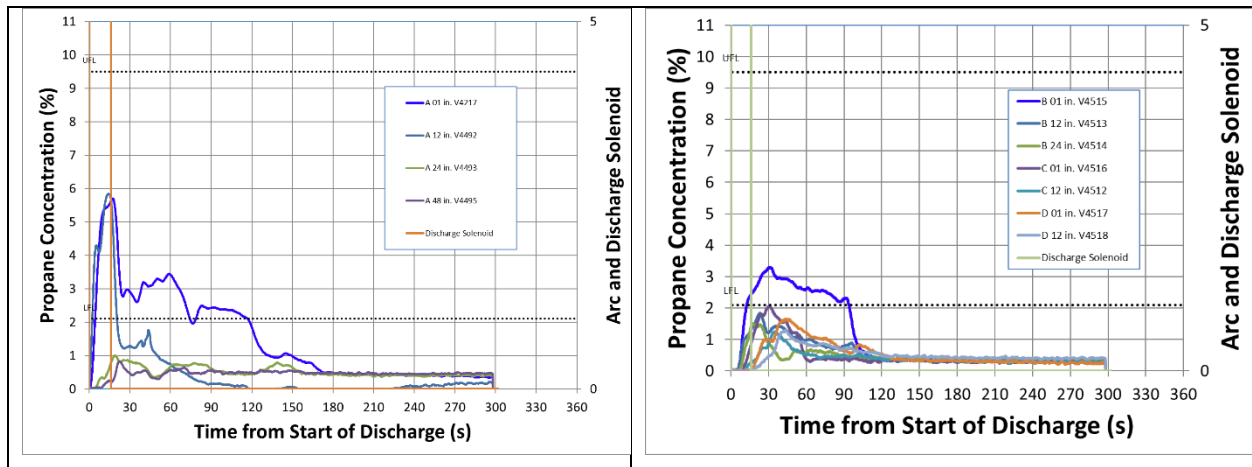 11
10
9
8
7
6
5
4
3
2
1
0
Propane Concentration (%)
UFL
LFL
A 01 in. V4217
A 12 in. V4492
A 24 in. V4493
A 48 in. V4495
Discharge Solenoid
5
0
Arc and Discharge Solenoid
0 30 60 90 120 150 180 210 240 270 300 330 360
Time from Start of Discharge (s)
11
10
9
8
7
6
5
4
3
2
1
0
Propane Concentration (%)
UFL
LFL
B 01 in. V4515
B 12 in. V4513
B 24 in. V4514
C 01 in. V4516
C 12 in. V4512
D 01 in. V4517
D 12 in. V4518
Discharge Solenoid
5
0
Arc and Discharge Solenoid
0 30 60 90 120 150 180 210 240 270 300 330 360
Time from Start of Discharge (s)